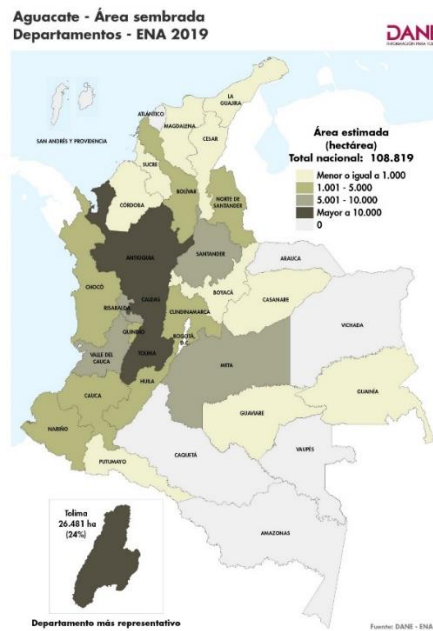 Aguacate - Área sembrada
Departamentos - ENA 2019
DANE
INFORMACIÓN PARA TO
SAN ANDRÉS Y PROVIDENCIA
Área estimada
(hectárea)
Total nacional: 108.819
Menor o igual a 1.000
1.001 - 5.000
5.001 - 10.000
Mayor a 10.000
0
LA
GUAJIRA
ATLÁNTICO
MAGDALENA
CESAR
SUCRE
CÓRDOBA
BOLÍVAR
NORTE DE
SANTANDER
ANTIOQUIA
SANTANDER
ARAUCA
CHOCÓ
BOYACÁ
CASANARE
CALDAS
RISARALDA
CUNDINAMARCA
VICHADA
QUINDÍO
BOGOTÁ,
D.C.
VALLE DEL
CAUCA
TOLIMA
META
HUILA
GUAINÍA
CAUCA
GUAVIARE
NARIÑO
CAQUETÁ
VAUPÉS
PUTUMAYO
AMAZONAS
Tolima
26.481 ha
(24%)
Departamento más representativo
Fuente: DANE - ENA